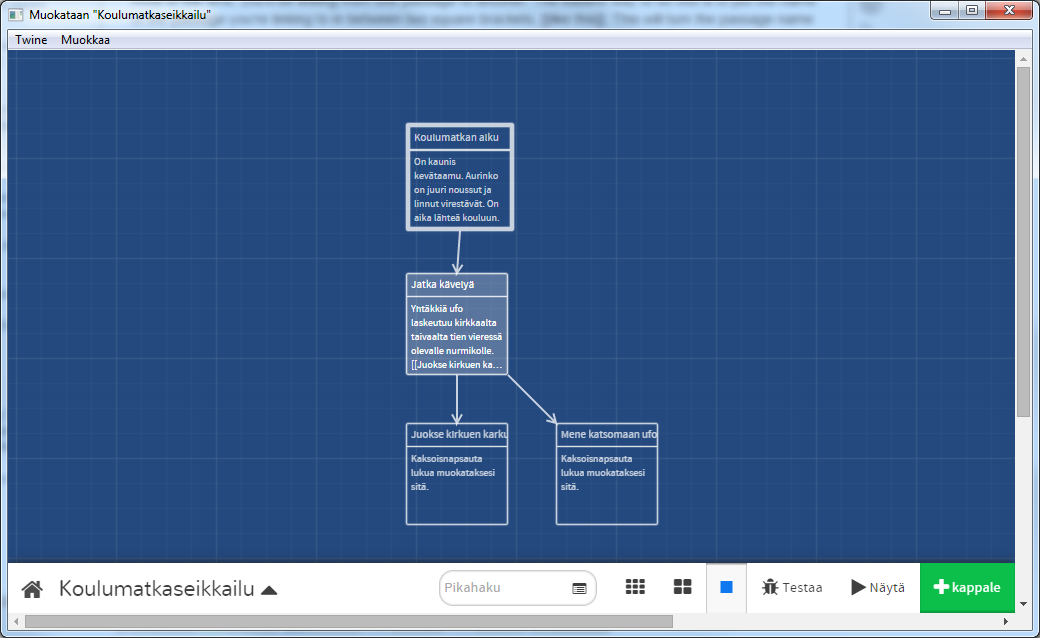 Muokataan "Koulumatkaseikkailu"
Twine Muokkaa
Koulumatkan alku
On kaunis
kevätaamu. Aurinko
on juuri noussut ja
linnut virestävät. On
aika lähteä kouluun.
Jatka kävelyä
Yhtäkkiä ufo
laskeutuu kirkkaalta
taivaalta tien vieressä
olevalle nurmikolle.
[[Juokse kirkuen ka...
Juokse kirkuen karku
Kaksoisnapsauta
lukua muokataksesi
sitä.
Mene katsomaan ufo
Kaksoisnapsauta
lukua muokataksesi
sitä.
Koulumatkaseikkailu
Pikahaku
Testaa
Näytä
+kappale